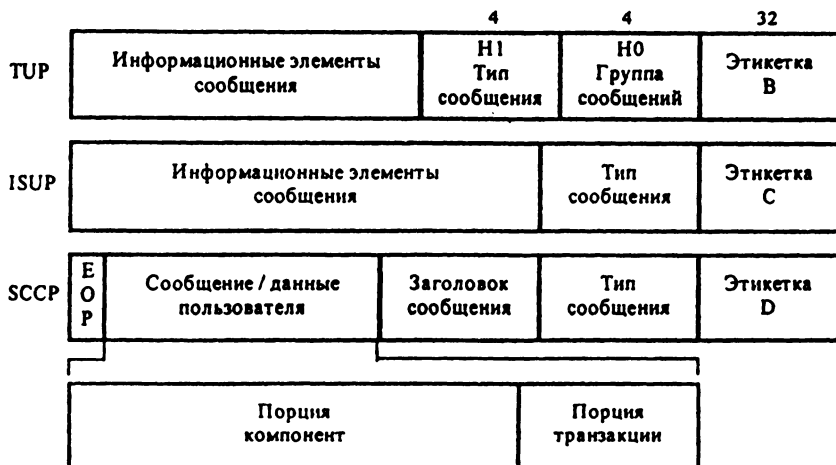 4 4 32
TUP
Информационные элементы
сообщения
H1
Тип
сообщения
H0
Группа
сообщений
Этикетка
B
ISUP
Информационные элементы
сообщения
Тип
сообщения
Этикетка
C
SCCP
E
O
P
Сообщение / данные
пользователя
Заголовок
сообщения
Тип
сообщения
Этикетка
D
Порция
компонент
Порция
транзакции